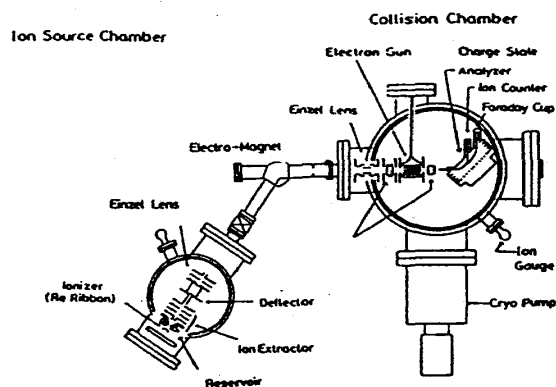 Collision Chamber
Ion Source Chamber
Electron Gun
Charge State
Analyzer
Ion Counter
Faraday Cup
Einzel Lens
Electro-Magnet
Einzel Lens
Ion
Gauge
Ionizer
(Re Ribbon)
Deflector
Cryo Pump
Ion Extractor
Reservoir